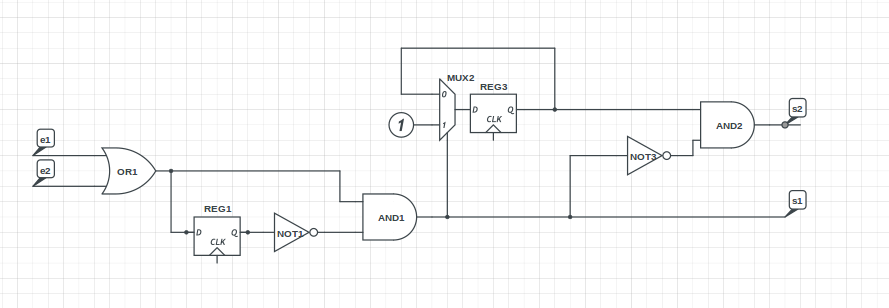 MUX2
0
REG3
D
Q
CLK
1
1
s2
AND2
e1
e2
OR1
NOT3
s1
REG1
D
Q
CLK
NOT1
AND1